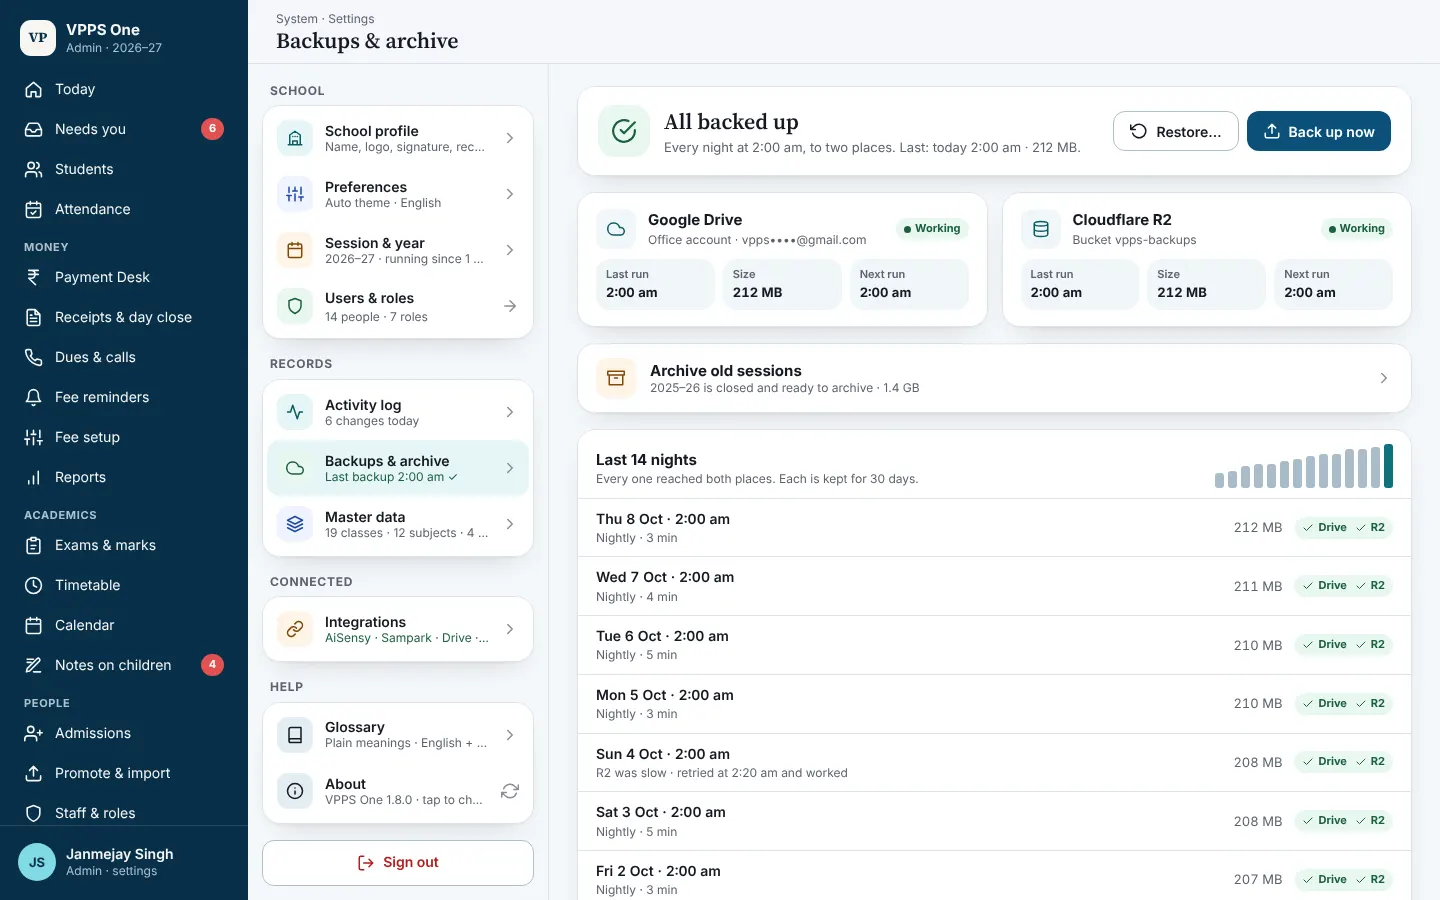 VP
VPPS One
Admin · 2026–27
Today
Needs you
6
Students
Attendance
MONEY
Payment Desk
Receipts & day close
Dues & calls
Fee reminders
Fee setup
Reports
ACADEMICS
Exams & marks
Timetable
Calendar
Notes on children
4
PEOPLE
Admissions
Promote & import
Staff & roles
JS
Janmejay Singh
Admin · settings
System · Settings
Backups & archive
SCHOOL
School profile
Name, logo, signature, rec...
Preferences
Auto theme · English
Session & year
2026–27 · running since 1 ...
Users & roles
14 people · 7 roles
RECORDS
Activity log
6 changes today
Backups & archive
Last backup 2:00 am ✓
Master data
19 classes · 12 subjects · 4 ...
CONNECTED
Integrations
AiSensy · Sampark · Drive ·...
HELP
Glossary
Plain meanings · English + ...
About
VPPS One 1.8.0 · tap to ch...
Sign out
All backed up
Every night at 2:00 am, to two places. Last: today 2:00 am · 212 MB.
Restore...
Back up now
Google Drive
Office account · vpps••••@gmail.com
Working
Last run
2:00 am
Size
212 MB
Next run
2:00 am
Cloudflare R2
Bucket vpps-backups
Working
Last run
2:00 am
Size
212 MB
Next run
2:00 am
Archive old sessions
2025–26 is closed and ready to archive · 1.4 GB
Last 14 nights
Every one reached both places. Each is kept for 30 days.
Thu 8 Oct · 2:00 am
Nightly · 3 min
212 MB ✓ Drive ✓ R2
Wed 7 Oct · 2:00 am
Nightly · 4 min
211 MB ✓ Drive ✓ R2
Tue 6 Oct · 2:00 am
Nightly · 5 min
210 MB ✓ Drive ✓ R2
Mon 5 Oct · 2:00 am
Nightly · 3 min
210 MB ✓ Drive ✓ R2
Sun 4 Oct · 2:00 am
R2 was slow · retried at 2:20 am and worked
208 MB ✓ Drive ✓ R2
Sat 3 Oct · 2:00 am
Nightly · 5 min
208 MB ✓ Drive ✓ R2
Fri 2 Oct · 2:00 am
Nightly · 3 min
207 MB ✓ Drive ✓ R2